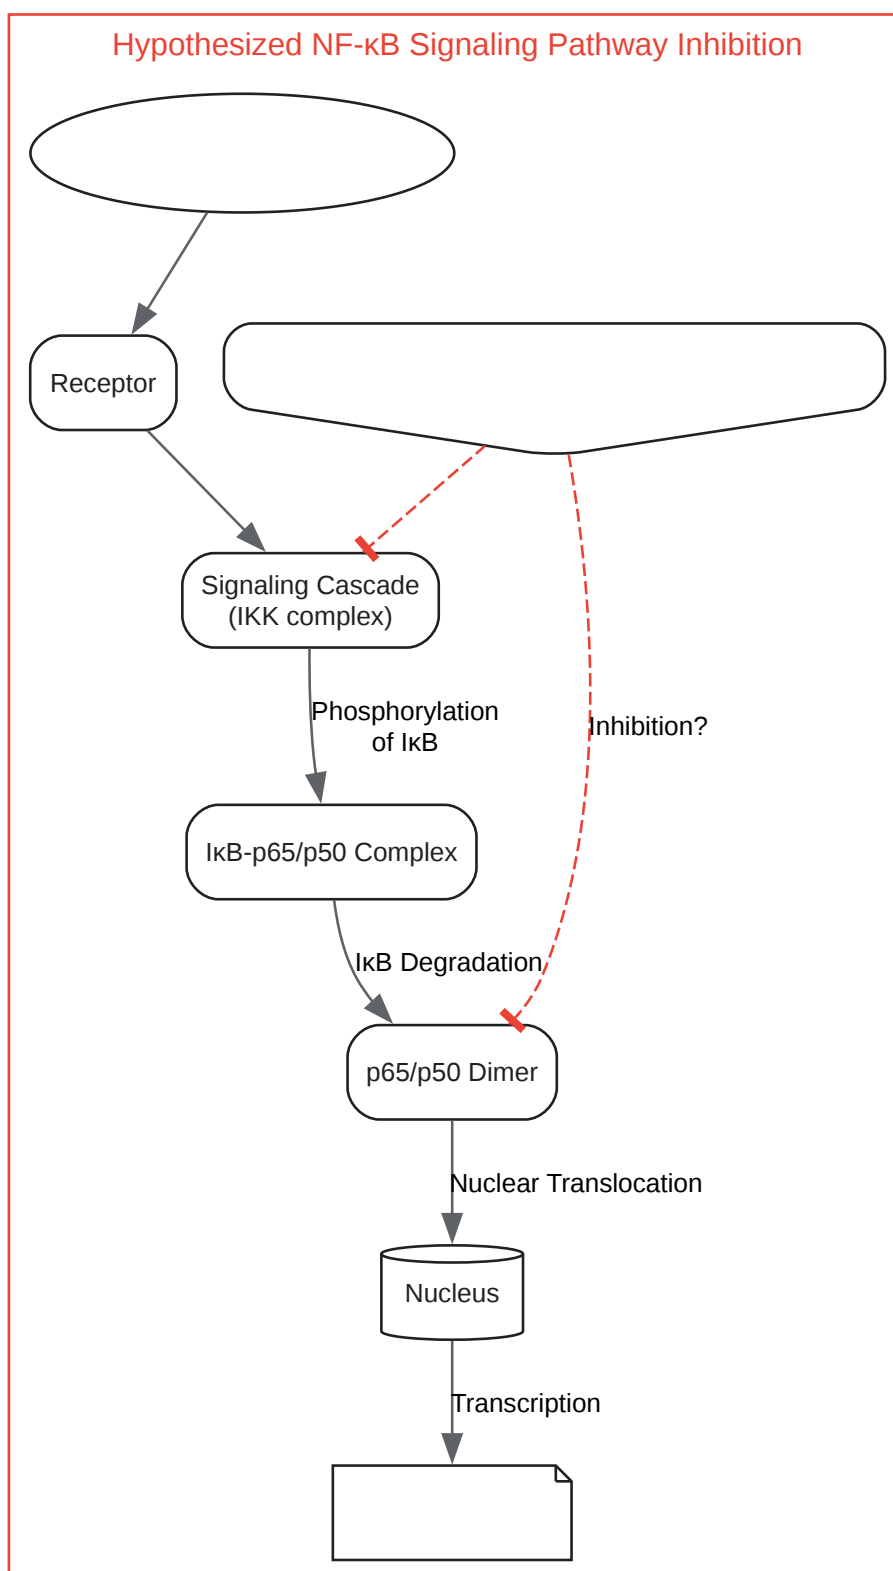 Hypothesized NF-κB Signaling Pathway Inhibition
Receptor
Signaling Cascade
(IKK complex)
Phosphorylation
of IκB
Inhibition?
IκB-p65/p50 Complex
IκB Degradation
p65/p50 Dimer
Nuclear Translocation
Nucleus
Transcription